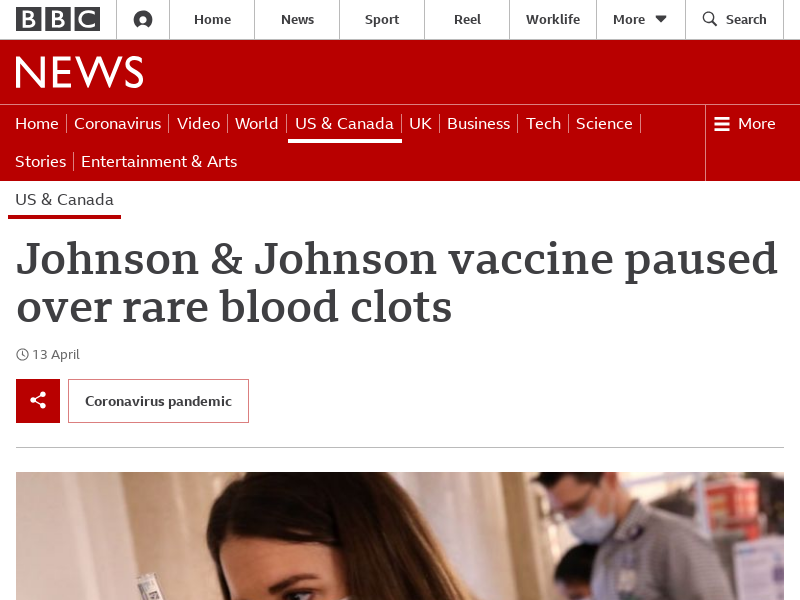 BBC Home News Sport Reel Worklife More Search
NEWS
Home Coronavirus Video World US & Canada UK Business Tech Science More
Stories Entertainment & Arts
US & Canada
Johnson & Johnson vaccine paused
over rare blood clots
13 April
Coronavirus pandemic